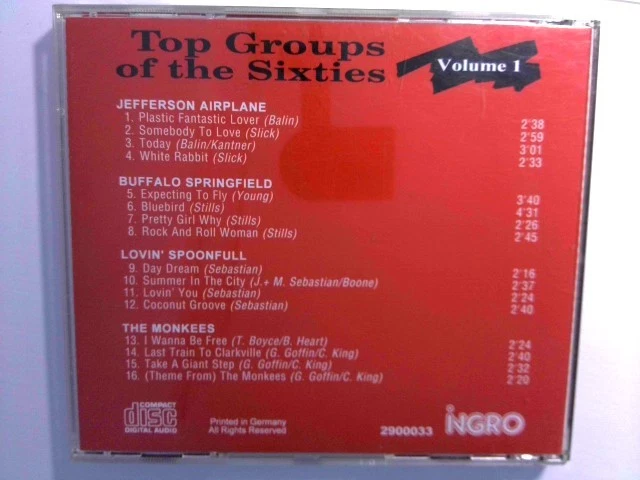 Top Groups
of the Sixties
Volume 1
JEFFERSON AIRPLANE
1. Plastic Fantastic Lover (Balin) 2'38
2. Somebody To Love (Slick) 2'59
3. Today (Balin/Kantner) 3'01
4. White Rabbit (Slick) 2'33
BUFFALO SPRINGFIELD
5. Expecting To Fly (Young) 3'40
6. Bluebird (Stills) 4'31
7. Pretty Girl Why (Stills) 2'26
8. Rock And Roll Woman (Stills) 2'45
LOVIN' SPOONFULL
9. Day Dream (Sebastian) 2'16
10. Summer In The City (J.+ M. Sebastian/Boone) 2'37
11. Lovin' You (Sebastian) 2'24
12. Coconut Groove (Sebastian) 2'40
THE MONKEES
13. I Wanna Be Free (T. Boyce/B. Heart) 2'24
14. Last Train To Clarkville (G. Goffin/C. King) 2'40
15. Take A Giant Step (G. Goffin/C. King) 2'32
16. (Theme From) The Monkees (G. Goffin/C. King) 2'20
COMPACT
disc
DIGITAL AUDIO
Printed in Germany
All Rights Reserved
2900033
INGRO